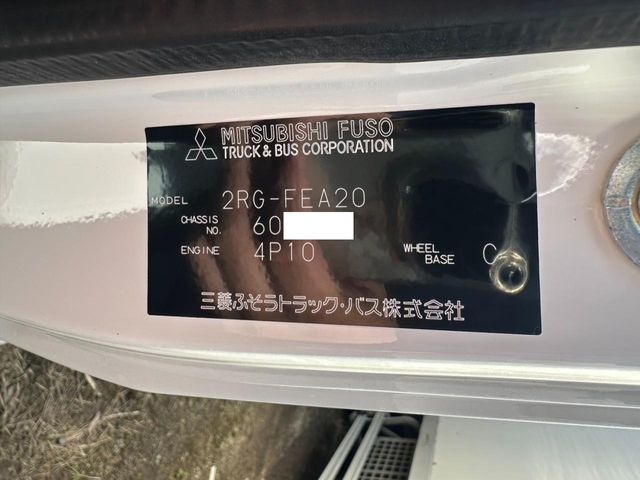 MITSUBISHI FUSO
TRUCK & BUS CORPORATION
MODEL 2RG-FEA20
CHASSIS NO. 60
ENGINE 4P10 WHEEL BASE C
三菱ふそうトラック・バス株式会社